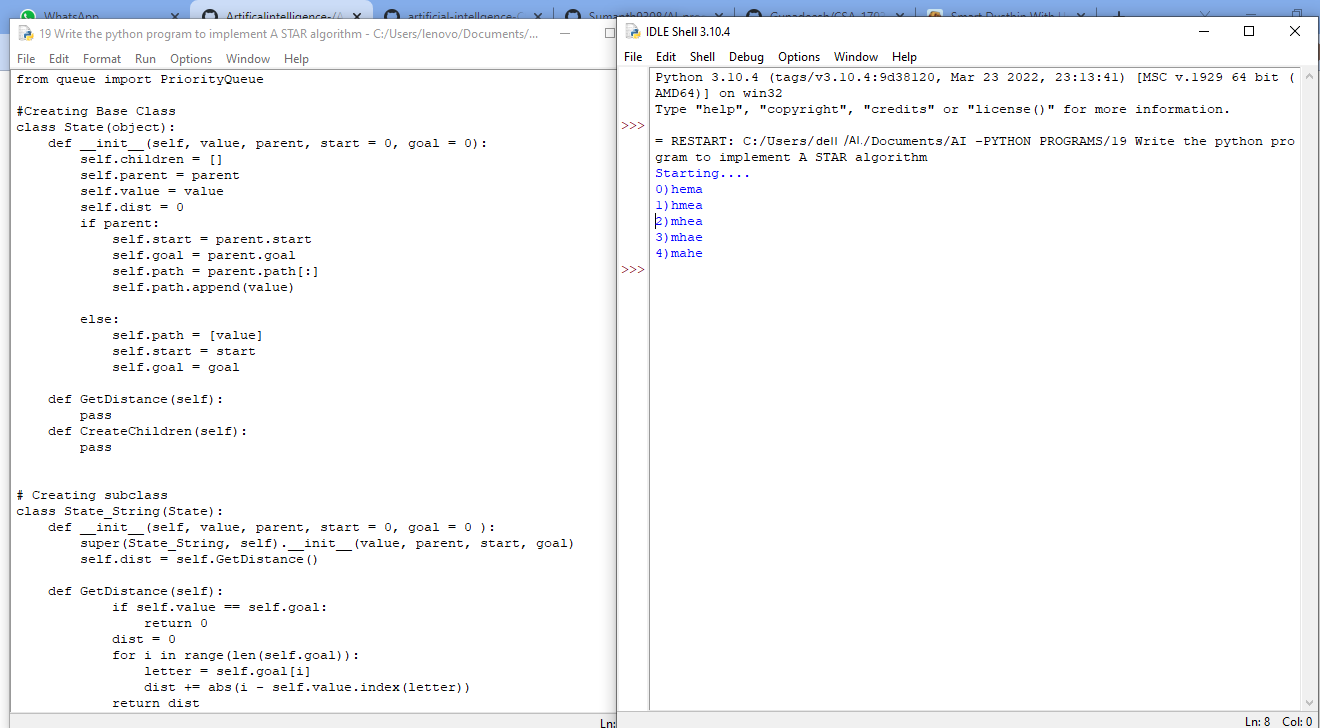 WhatsApp
Artificalintelligence-/A
artificial-intellgence-C
Smart Dustbin With
19 Write the python program to implement A STAR algorithm - C:/Users/lenovo/Documents/...
File Edit Format Run Options Window Help
from queue import PriorityQueue
#Creating Base Class
class State(object):
    def __init__(self, value, parent, start = 0, goal = 0):
        self.children = []
        self.parent = parent
        self.value = value
        self.dist = 0
        if parent:
            self.start = parent.start
            self.goal = parent.goal
            self.path = parent.path[:]
            self.path.append(value)
        else:
            self.path = [value]
            self.start = start
            self.goal = goal
    def GetDistance(self):
        pass
    def CreateChildren(self):
        pass
# Creating subclass
class State_String(State):
    def __init__(self, value, parent, start = 0, goal = 0 ):
        super(State_String, self).__init__(value, parent, start, goal)
        self.dist = self.GetDistance()
    def GetDistance(self):
            if self.value == self.goal:
                return 0
            dist = 0
            for i in range(len(self.goal)):
                letter = self.goal[i]
                dist += abs(i - self.value.index(letter))
            return dist
Ln:
IDLE Shell 3.10.4
File Edit Shell Debug Options Window Help
Python 3.10.4 (tags/v3.10.4:9d38120, Mar 23 2022, 23:13:41) [MSC v.1929 64 bit (
AMD64)] on win32
Type "help", "copyright", "credits" or "license()" for more information.
>>>
= RESTART: C:/Users/dell /AI./Documents/AI -PYTHON PROGRAMS/19 Write the python pro
gram to implement A STAR algorithm
Starting....
0)hema
1)hmea
2)mhea
3)mhae
4)mahe
>>>
Ln: 8 Col: 0